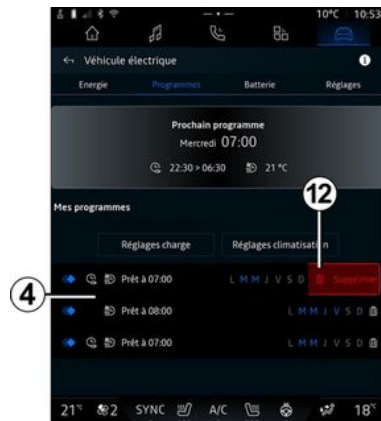 10°C 10:53
Véhicule électrique
Energie Programmes Batterie Réglages
Prochain programme
Mercredi 07:00
22:30 > 06:30 21 °C
Mes programmes
12
Réglages charge Réglages climatisation
4
Prêt à 07:00 L M M J V S D Supprimer
Prêt à 08:00 L M M J V S D
Prêt à 07:00 L M M J V S D
21° 2 SYNC A/C 18°